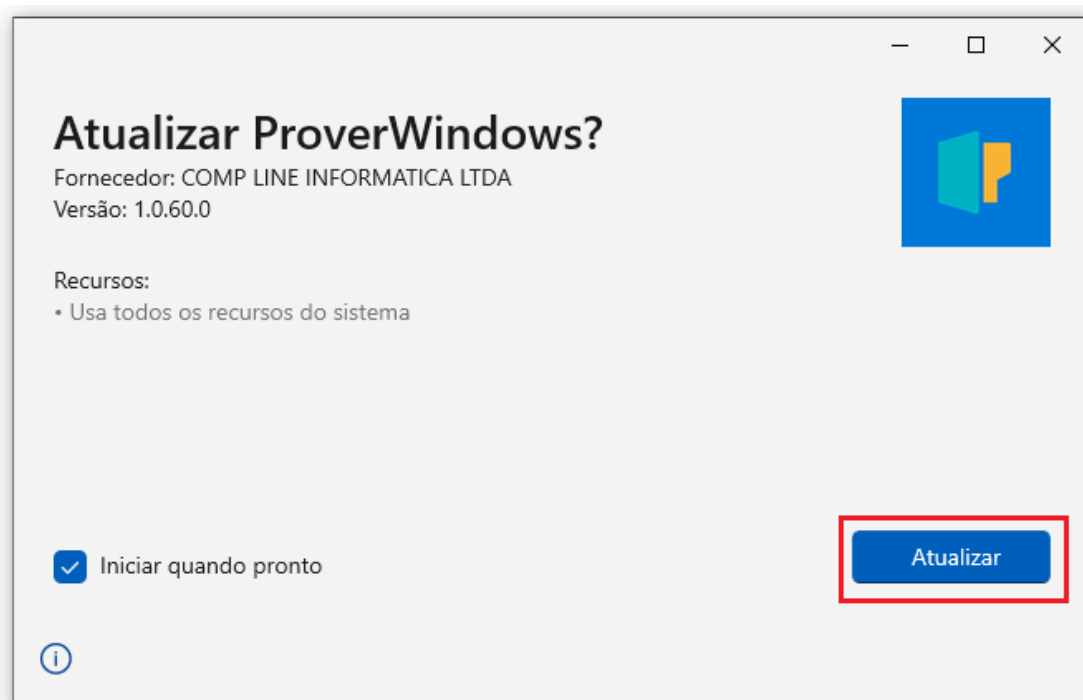 Atualizar ProverWindows?
Fornecedor: COMP LINE INFORMATICA LTDA
Versão: 1.0.60.0
Recursos:
• Usa todos os recursos do sistema
Iniciar quando pronto
Atualizar